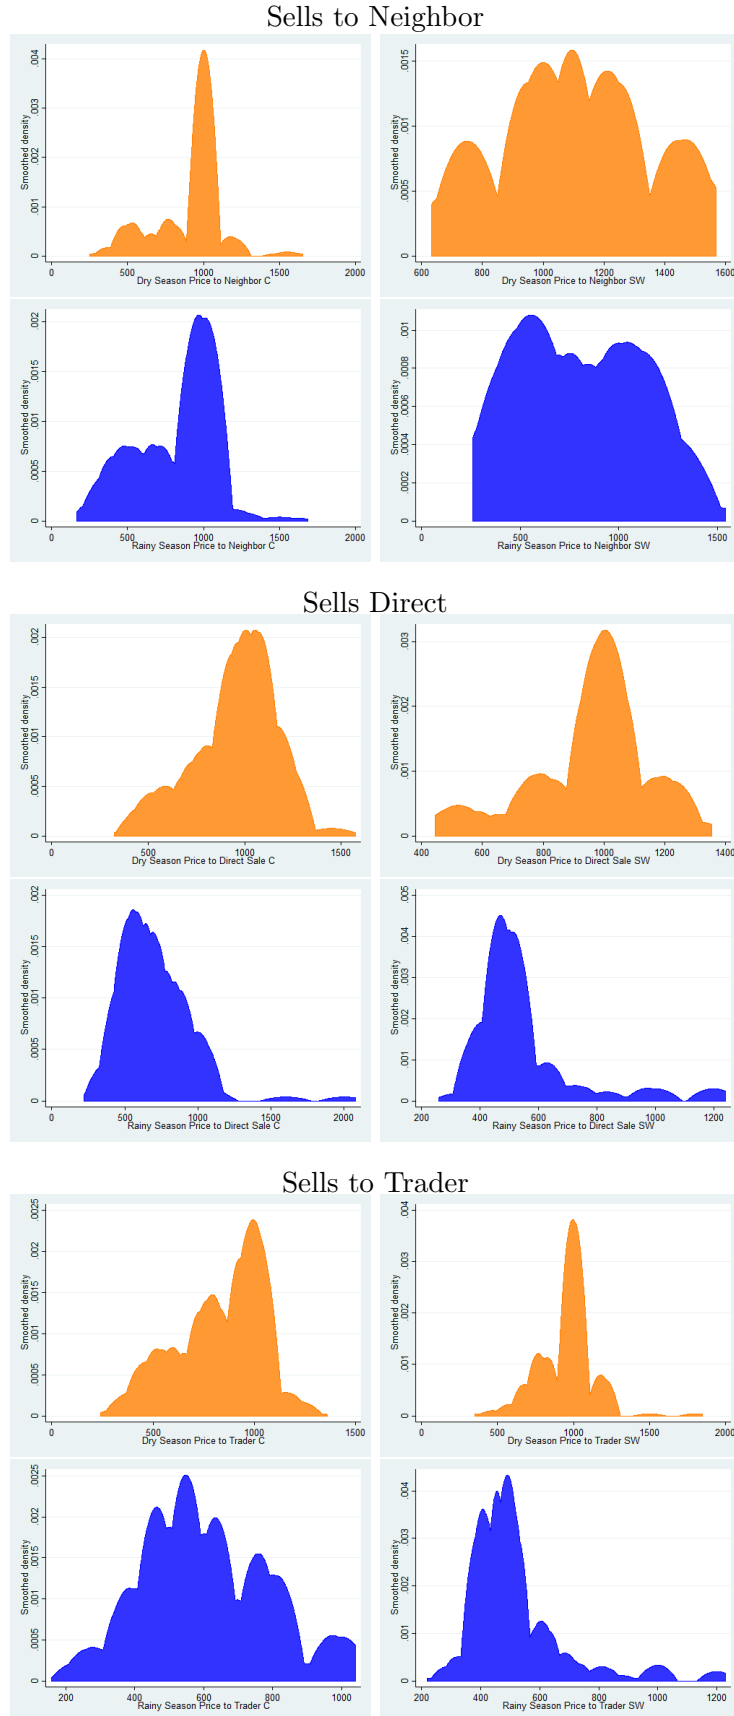 Sells to Neighbor
Smoothed density
0 .001 .002 .003 .004
0 500 1000 1500 2000
Dry Season Price to Neighbor C
Smoothed density
0 .0005 .001 .0015
600 800 1000 1200 1400 1600
Dry Season Price to Neighbor SW
Smoothed density
0 .0005 .001 .0015 .002
0 500 1000 1500 2000
Rainy Season Price to Neighbor C
Smoothed density
0 .0002 .0004 .0006 .0008 .001
0 500 1000 1500
Rainy Season Price to Neighbor SW
Sells Direct
Smoothed density
0 .0005 .001 .0015 .002
0 500 1000 1500
Dry Season Price to Direct Sale C
Smoothed density
0 .001 .002 .003
400 600 800 1000 1200 1400
Dry Season Price to Direct Sale SW
Smoothed density
0 .0005 .001 .0015 .002
0 500 1000 1500 2000
Rainy Season Price to Direct Sale C
Smoothed density
0 .001 .002 .003 .004 .005
200 400 600 800 1000 1200
Rainy Season Price to Direct Sale SW
Sells to Trader
Smoothed density
0 .0005 .001 .0015 .002 .0025
0 500 1000 1500
Dry Season Price to Trader C
Smoothed density
0 .001 .002 .003 .004
0 500 1000 1500 2000
Dry Season Price to Trader SW
Smoothed density
0 .0005 .001 .0015 .002 .0025
200 400 600 800 1000
Rainy Season Price to Trader C
Smoothed density
0 .001 .002 .003 .004
200 400 600 800 1000 1200
Rainy Season Price to Trader SW